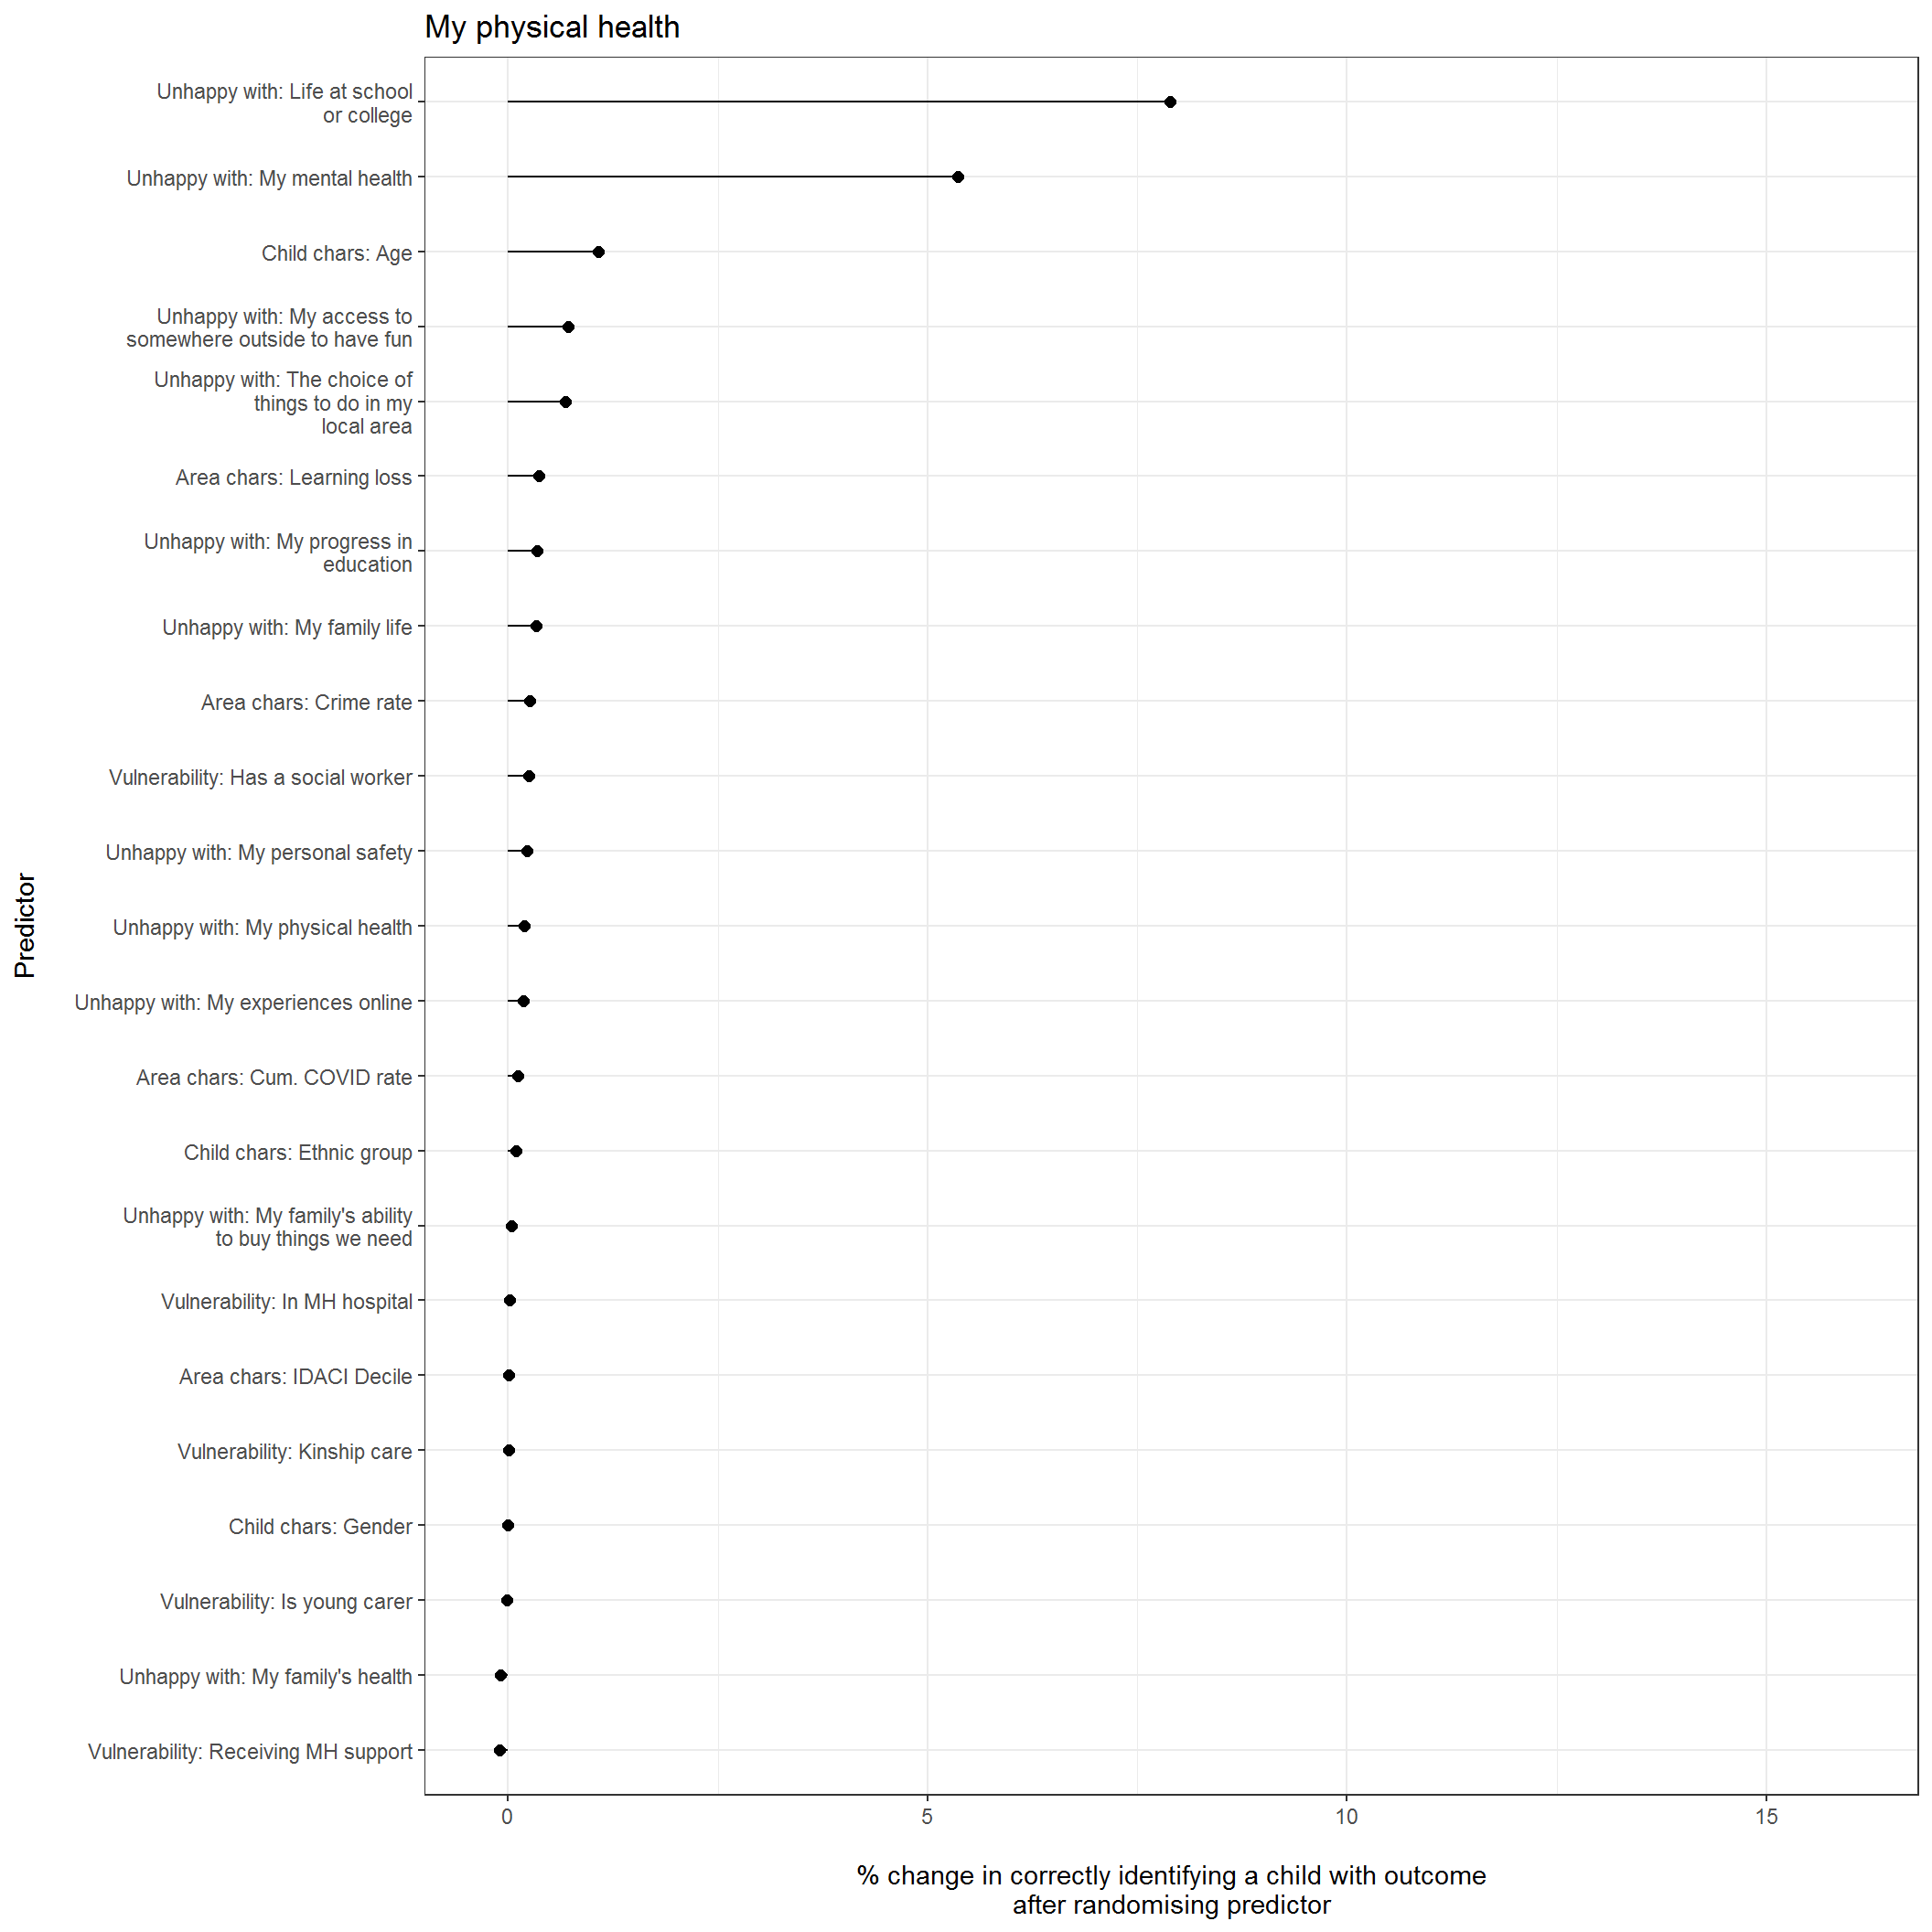 My physical health
Unhappy with: Life at school
or college
Unhappy with: My mental health
Child chars: Age
Unhappy with: My access to
somewhere outside to have fun
Unhappy with: The choice of
things to do in my
local area
Area chars: Learning loss
Unhappy with: My progress in
education
Unhappy with: My family life
Area chars: Crime rate
Vulnerability: Has a social worker
Unhappy with: My personal safety
Unhappy with: My physical health
Unhappy with: My experiences online
Area chars: Cum. COVID rate
Child chars: Ethnic group
Unhappy with: My family's ability
to buy things we need
Vulnerability: In MH hospital
Area chars: IDACI Decile
Vulnerability: Kinship care
Child chars: Gender
Vulnerability: Is young carer
Unhappy with: My family's health
Vulnerability: Receiving MH support
Predictor
0 5 10 15
% change in correctly identifying a child with outcome
after randomising predictor